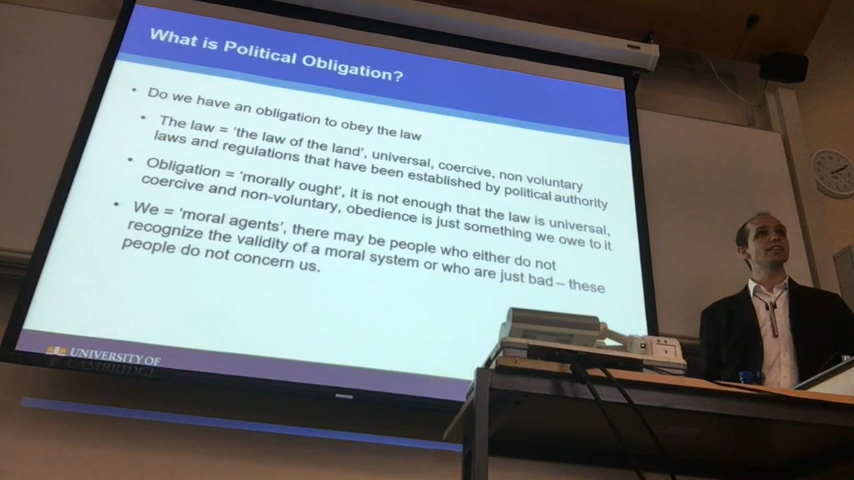 What is Political Obligation?
• Do we have an obligation to obey the law
• The law = ‘the law of the land’, universal, coercive, non voluntary
laws and regulations that have been established by political authority
• Obligation = ‘morally ought’, it is not enough that the law is universal,
coercive and non-voluntary, obedience is just something we owe to it
• We = ‘moral agents’, there may be people who either do not
recognize the validity of a moral system or who are just bad – these
people do not concern us.
UNIVERSITY OF
CAMBRIDGE